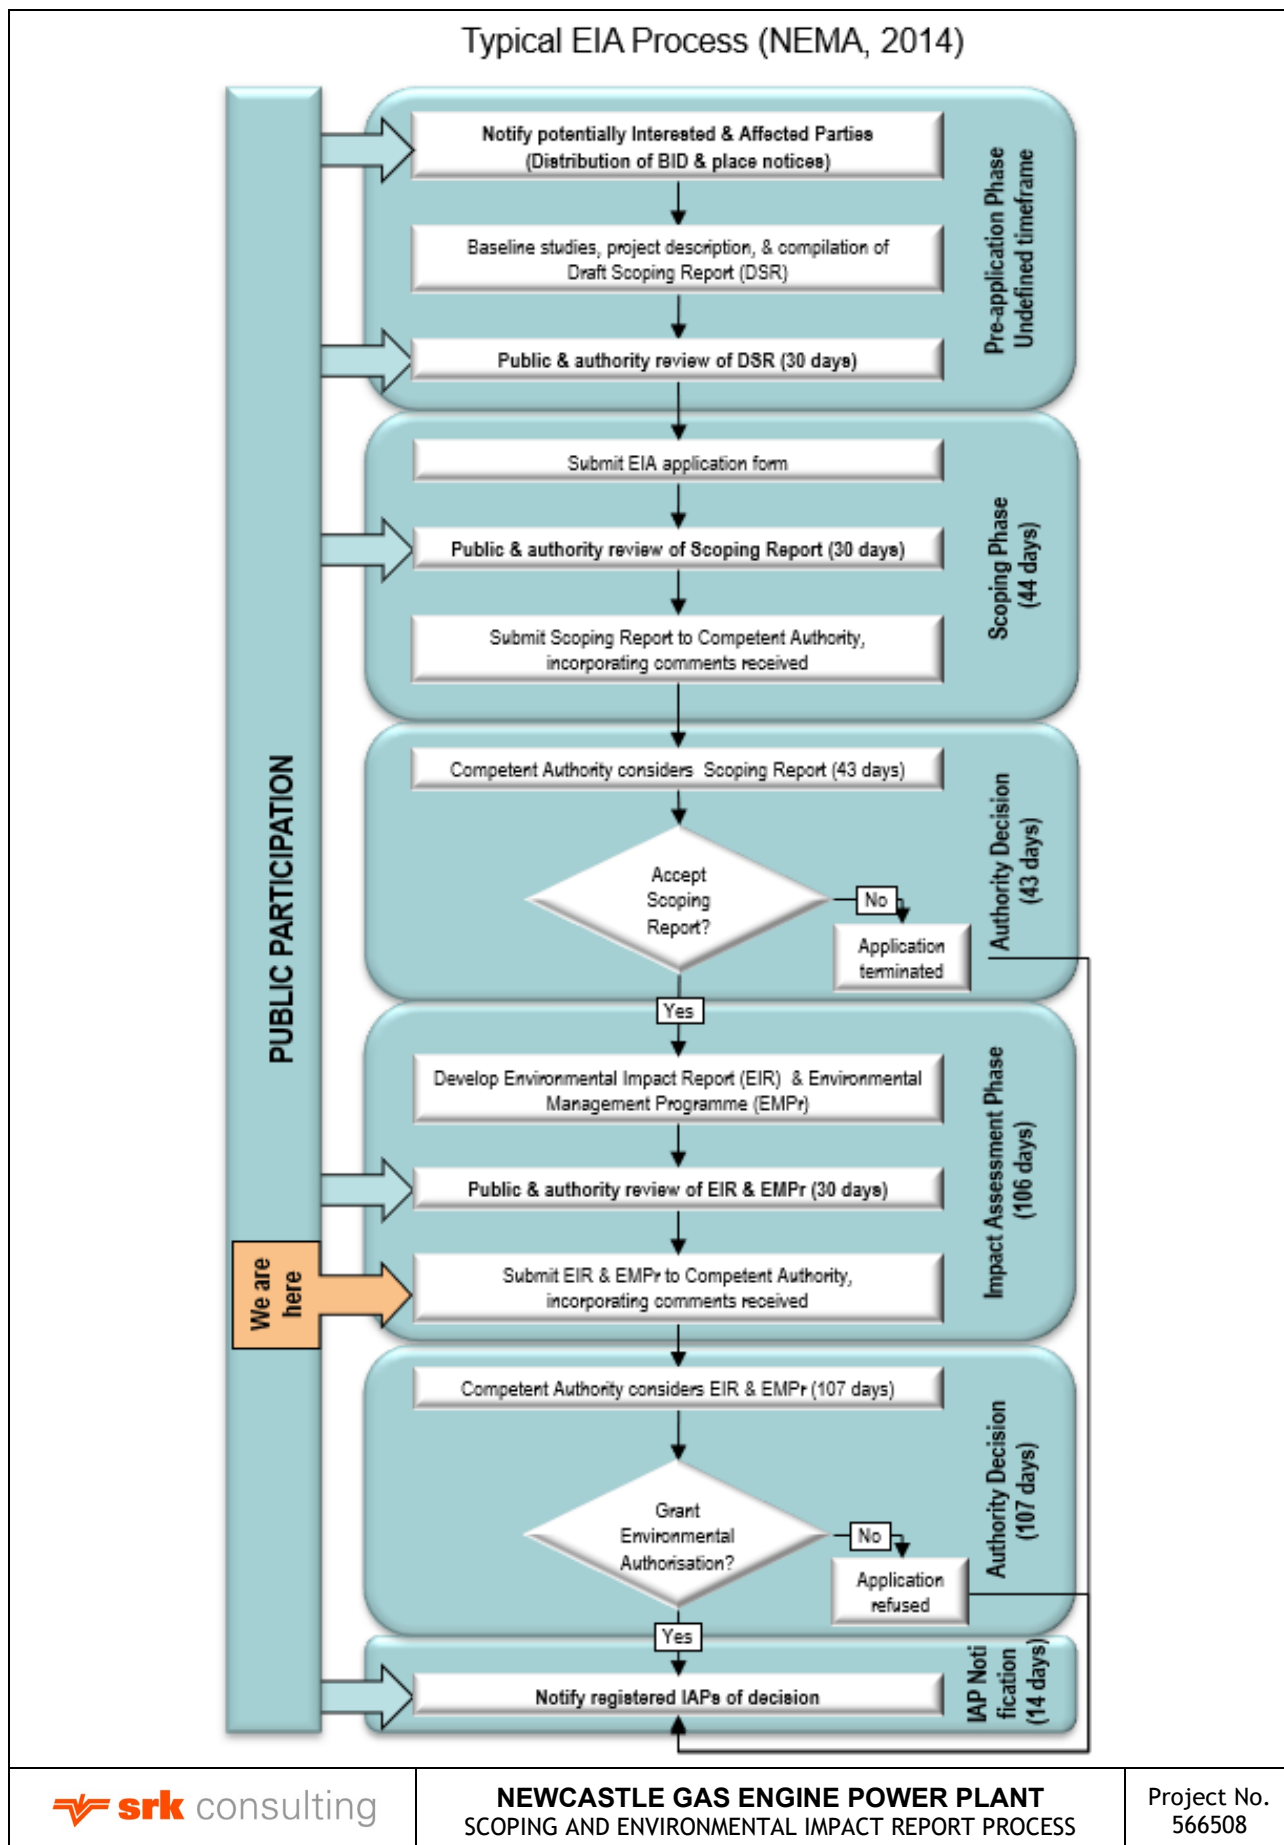 Typical EIA Process (NEMA, 2014)
PUBLIC PARTICIPATION
Notify potentially Interested & Affected Parties
(Distribution of BID & place notices)
Baseline studies, project description, & compilation of
Draft Scoping Report (DSR)
Public & authority review of DSR (30 days)
Pre-application Phase
Undefined timeframe
Submit EIA application form
Public & authority review of Scoping Report (30 days)
Submit Scoping Report to Competent Authority,
incorporating comments received
Scoping Phase
(44 days)
Competent Authority considers Scoping Report (43 days)
Accept
Scoping
Report?
No
Application
terminated
Authority Decision
(43 days)
Yes
Develop Environmental Impact Report (EIR) & Environmental
Management Programme (EMPr)
Public & authority review of EIR & EMPr (30 days)
We are
here
Submit EIR & EMPr to Competent Authority,
incorporating comments received
Impact Assessment Phase
(106 days)
Competent Authority considers EIR & EMPr (107 days)
Grant
Environmental
Authorisation?
No
Application
refused
Authority Decision
(107 days)
Yes
Notify registered IAPs of decision
IAP Noti
fication
(14 days)
srk consulting
NEWCASTLE GAS ENGINE POWER PLANT
SCOPING AND ENVIRONMENTAL IMPACT REPORT PROCESS
Project No.
566508